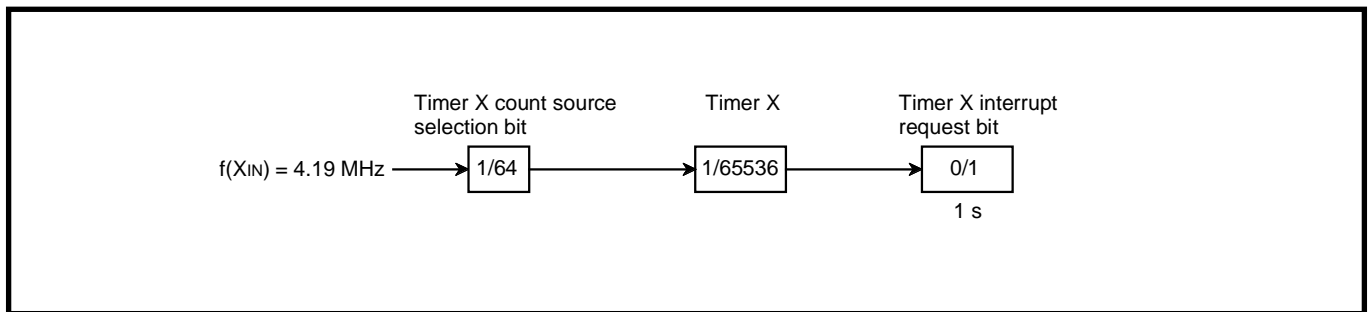 Timer X count source
selection bit
Timer X
Timer X interrupt
request bit
f(XIN) = 4.19 MHz
1/64
1/65536
0/1
1 s